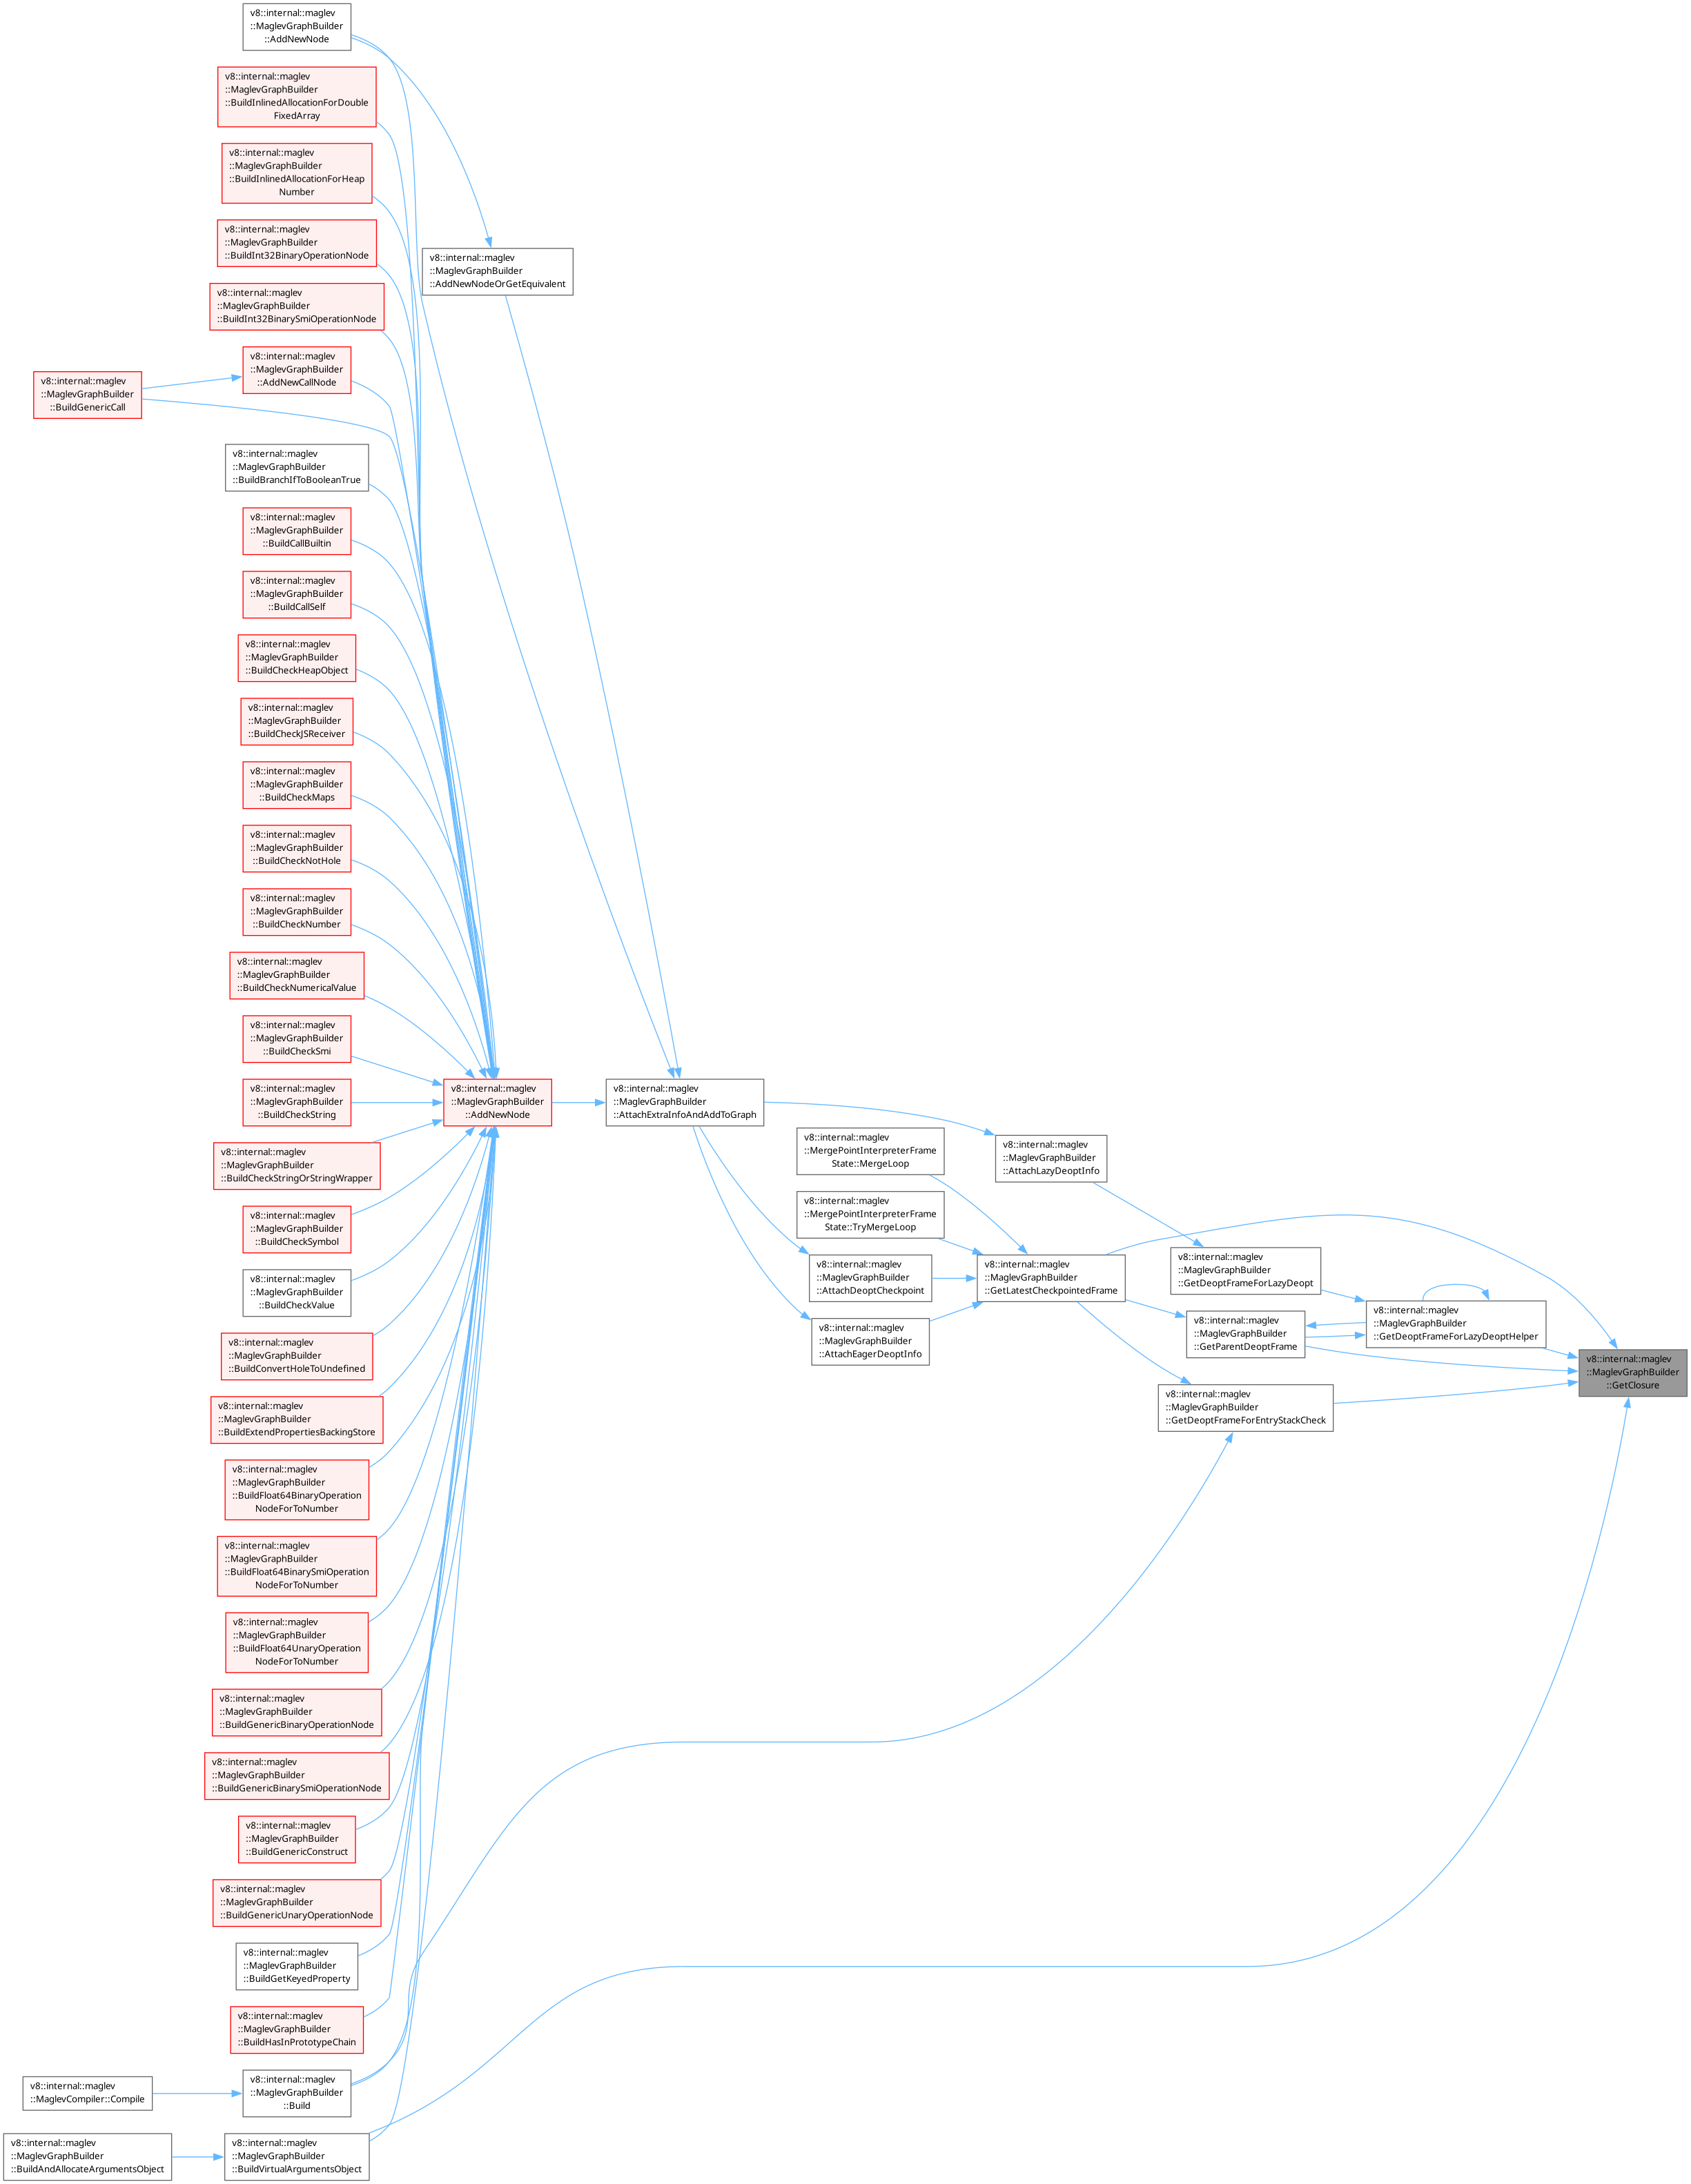 v8::internal::maglev
::MaglevGraphBuilder
::AddNewNode
v8::internal::maglev
::MaglevGraphBuilder
::BuildInlinedAllocationForDouble
FixedArray
v8::internal::maglev
::MaglevGraphBuilder
::BuildInlinedAllocationForHeap
Number
v8::internal::maglev
::MaglevGraphBuilder
::BuildInt32BinaryOperationNode
v8::internal::maglev
::MaglevGraphBuilder
::AddNewNodeOrGetEquivalent
v8::internal::maglev
::MaglevGraphBuilder
::BuildInt32BinarySmiOperationNode
v8::internal::maglev
::MaglevGraphBuilder
::AddNewCallNode
v8::internal::maglev
::MaglevGraphBuilder
::BuildGenericCall
v8::internal::maglev
::MaglevGraphBuilder
::BuildBranchIfToBooleanTrue
v8::internal::maglev
::MaglevGraphBuilder
::BuildCallBuiltin
v8::internal::maglev
::MaglevGraphBuilder
::BuildCallSelf
v8::internal::maglev
::MaglevGraphBuilder
::BuildCheckHeapObject
v8::internal::maglev
::MaglevGraphBuilder
::BuildCheckJSReceiver
v8::internal::maglev
::MaglevGraphBuilder
::BuildCheckMaps
v8::internal::maglev
::MaglevGraphBuilder
::BuildCheckNotHole
v8::internal::maglev
::MaglevGraphBuilder
::BuildCheckNumber
v8::internal::maglev
::MaglevGraphBuilder
::BuildCheckNumericalValue
v8::internal::maglev
::MaglevGraphBuilder
::BuildCheckSmi
v8::internal::maglev
::MaglevGraphBuilder
::BuildCheckString
v8::internal::maglev
::MaglevGraphBuilder
::AddNewNode
v8::internal::maglev
::MaglevGraphBuilder
::AttachExtraInfoAndAddToGraph
v8::internal::maglev
::MergePointInterpreterFrame
State::MergeLoop
v8::internal::maglev
::MaglevGraphBuilder
::AttachLazyDeoptInfo
v8::internal::maglev
::MaglevGraphBuilder
::BuildCheckStringOrStringWrapper
v8::internal::maglev
::MergePointInterpreterFrame
State::TryMergeLoop
v8::internal::maglev
::MaglevGraphBuilder
::BuildCheckSymbol
v8::internal::maglev
::MaglevGraphBuilder
::AttachDeoptCheckpoint
v8::internal::maglev
::MaglevGraphBuilder
::GetLatestCheckpointedFrame
v8::internal::maglev
::MaglevGraphBuilder
::GetDeoptFrameForLazyDeopt
v8::internal::maglev
::MaglevGraphBuilder
::BuildCheckValue
v8::internal::maglev
::MaglevGraphBuilder
::AttachEagerDeoptInfo
v8::internal::maglev
::MaglevGraphBuilder
::GetParentDeoptFrame
v8::internal::maglev
::MaglevGraphBuilder
::GetDeoptFrameForLazyDeoptHelper
v8::internal::maglev
::MaglevGraphBuilder
::GetClosure
v8::internal::maglev
::MaglevGraphBuilder
::BuildConvertHoleToUndefined
v8::internal::maglev
::MaglevGraphBuilder
::GetDeoptFrameForEntryStackCheck
v8::internal::maglev
::MaglevGraphBuilder
::BuildExtendPropertiesBackingStore
v8::internal::maglev
::MaglevGraphBuilder
::BuildFloat64BinaryOperation
NodeForToNumber
v8::internal::maglev
::MaglevGraphBuilder
::BuildFloat64BinarySmiOperation
NodeForToNumber
v8::internal::maglev
::MaglevGraphBuilder
::BuildFloat64UnaryOperation
NodeForToNumber
v8::internal::maglev
::MaglevGraphBuilder
::BuildGenericBinaryOperationNode
v8::internal::maglev
::MaglevGraphBuilder
::BuildGenericBinarySmiOperationNode
v8::internal::maglev
::MaglevGraphBuilder
::BuildGenericConstruct
v8::internal::maglev
::MaglevGraphBuilder
::BuildGenericUnaryOperationNode
v8::internal::maglev
::MaglevGraphBuilder
::BuildGetKeyedProperty
v8::internal::maglev
::MaglevGraphBuilder
::BuildHasInPrototypeChain
v8::internal::maglev
::MaglevCompiler::Compile
v8::internal::maglev
::MaglevGraphBuilder
::Build
v8::internal::maglev
::MaglevGraphBuilder
::BuildAndAllocateArgumentsObject
v8::internal::maglev
::MaglevGraphBuilder
::BuildVirtualArgumentsObject